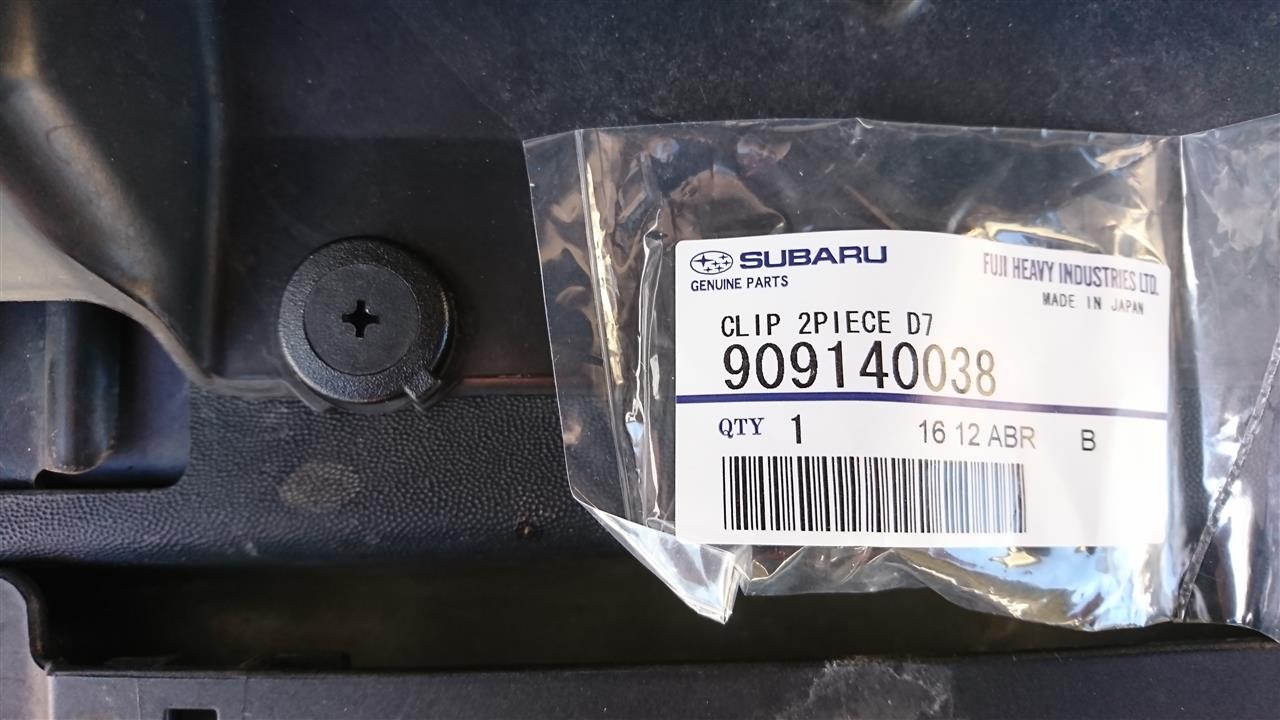 SUBARU
GENUINE PARTS
FUJI HEAVY INDUSTRIES LTD.
MADE IN JAPAN
CLIP 2PIECE D7
909140038
QTY 1 16 12 ABR B